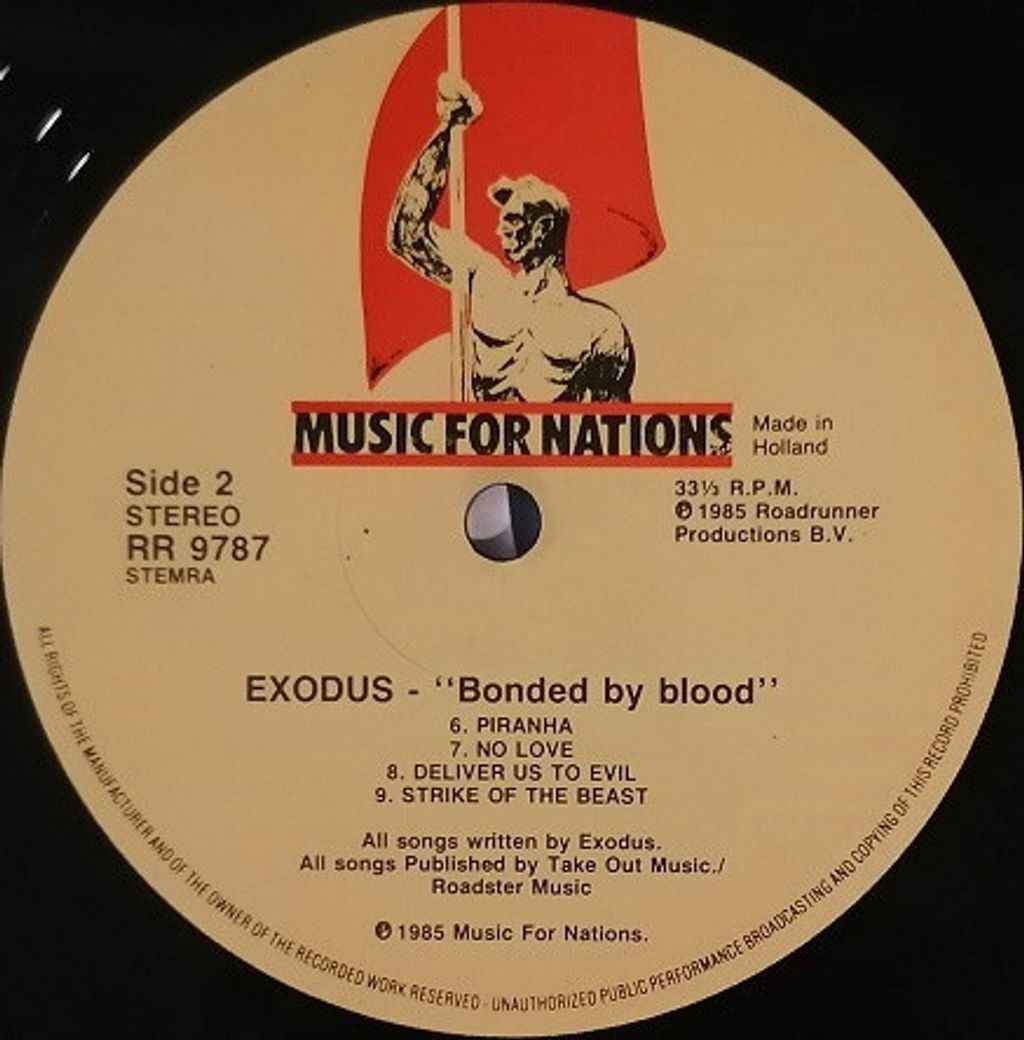 MUSIC FOR NATIONS
Made in
Holland
Side 2
STEREO
RR 9787
STEMRA
33⅓ R.P.M.
℗ 1985 Roadrunner
Productions B.V.
EXODUS - ‘‘Bonded by blood’’
6. PIRANHA
7. NO LOVE
8. DELIVER US TO EVIL
9. STRIKE OF THE BEAST
All songs written by Exodus.
All songs Published by Take Out Music./
Roadster Music
℗ 1985 Music For Nations.
ALL RIGHTS OF THE MANUFACTURER AND OF THE OWNER OF THE RECORDED WORK RESERVED - UNAUTHORIZED PUBLIC PERFORMANCE BROADCASTING AND COPYING OF THIS RECORD PROHIBITED